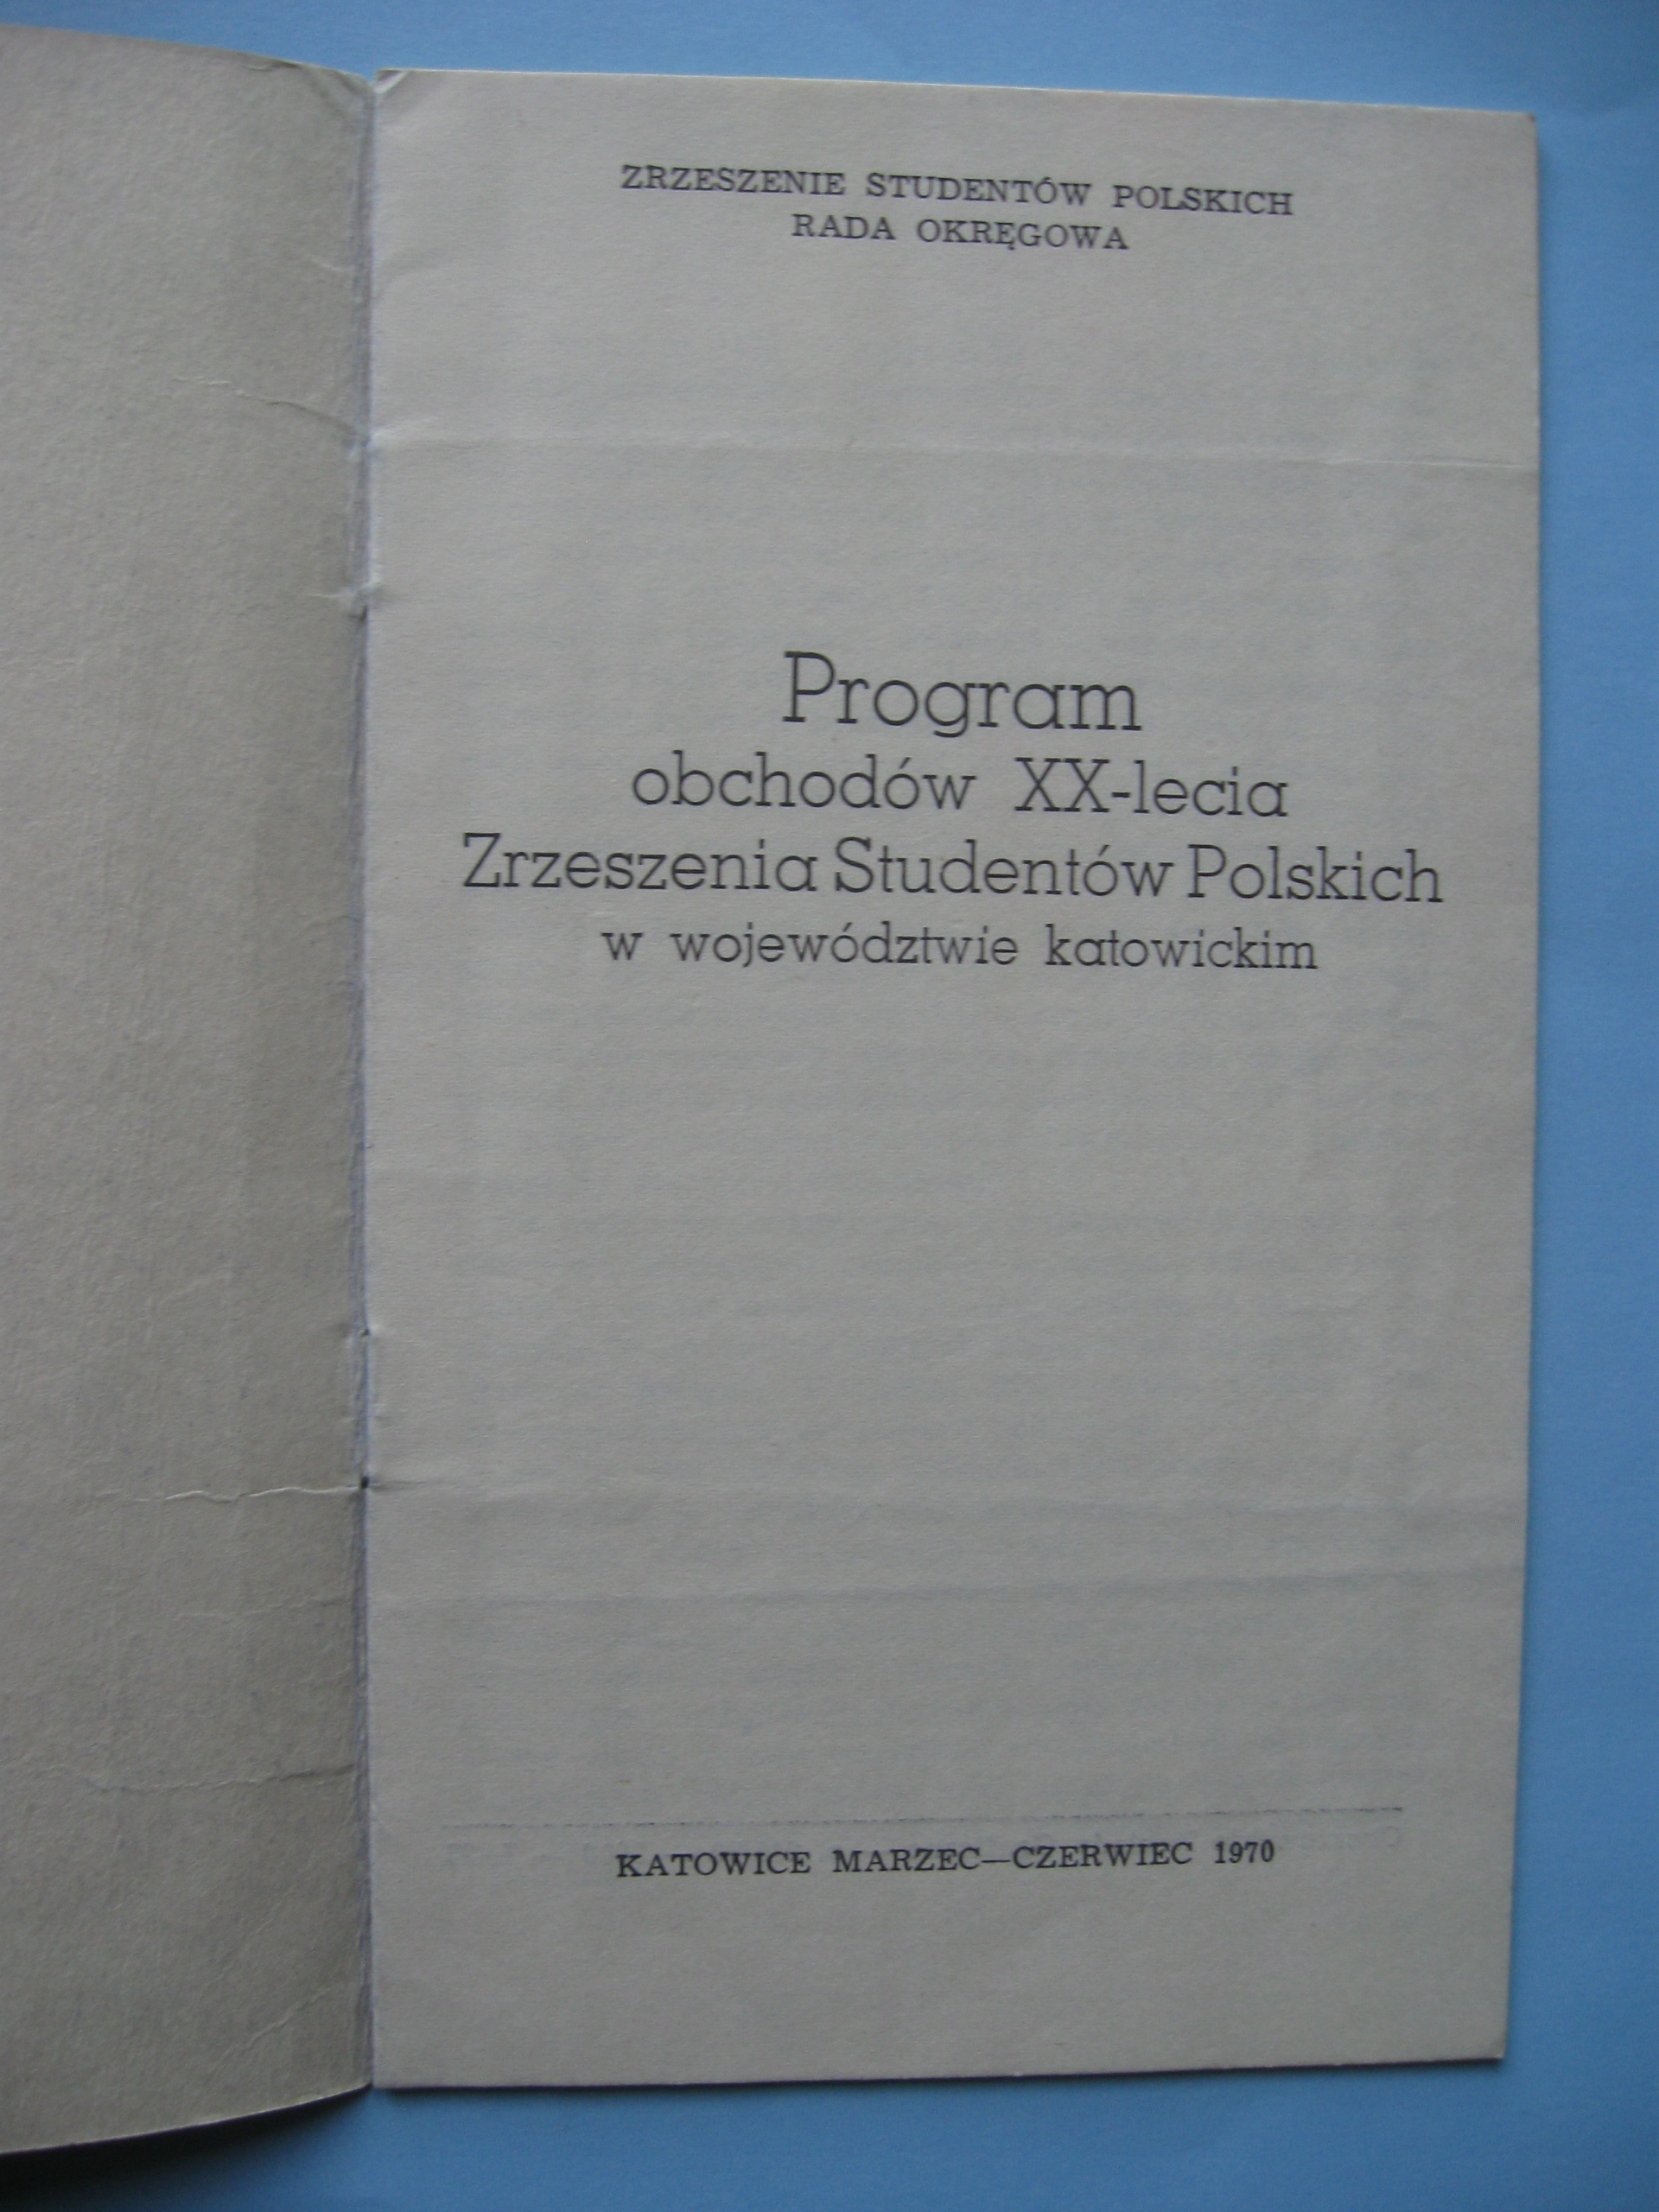 ZRZESZENIE STUDENTÓW POLSKICH
RADA OKRĘGOWA
Program
obchodów XX-lecia
Zrzeszenia Studentów Polskich
w województwie katowickim
KATOWICE MARZEC—CZERWIEC 1970